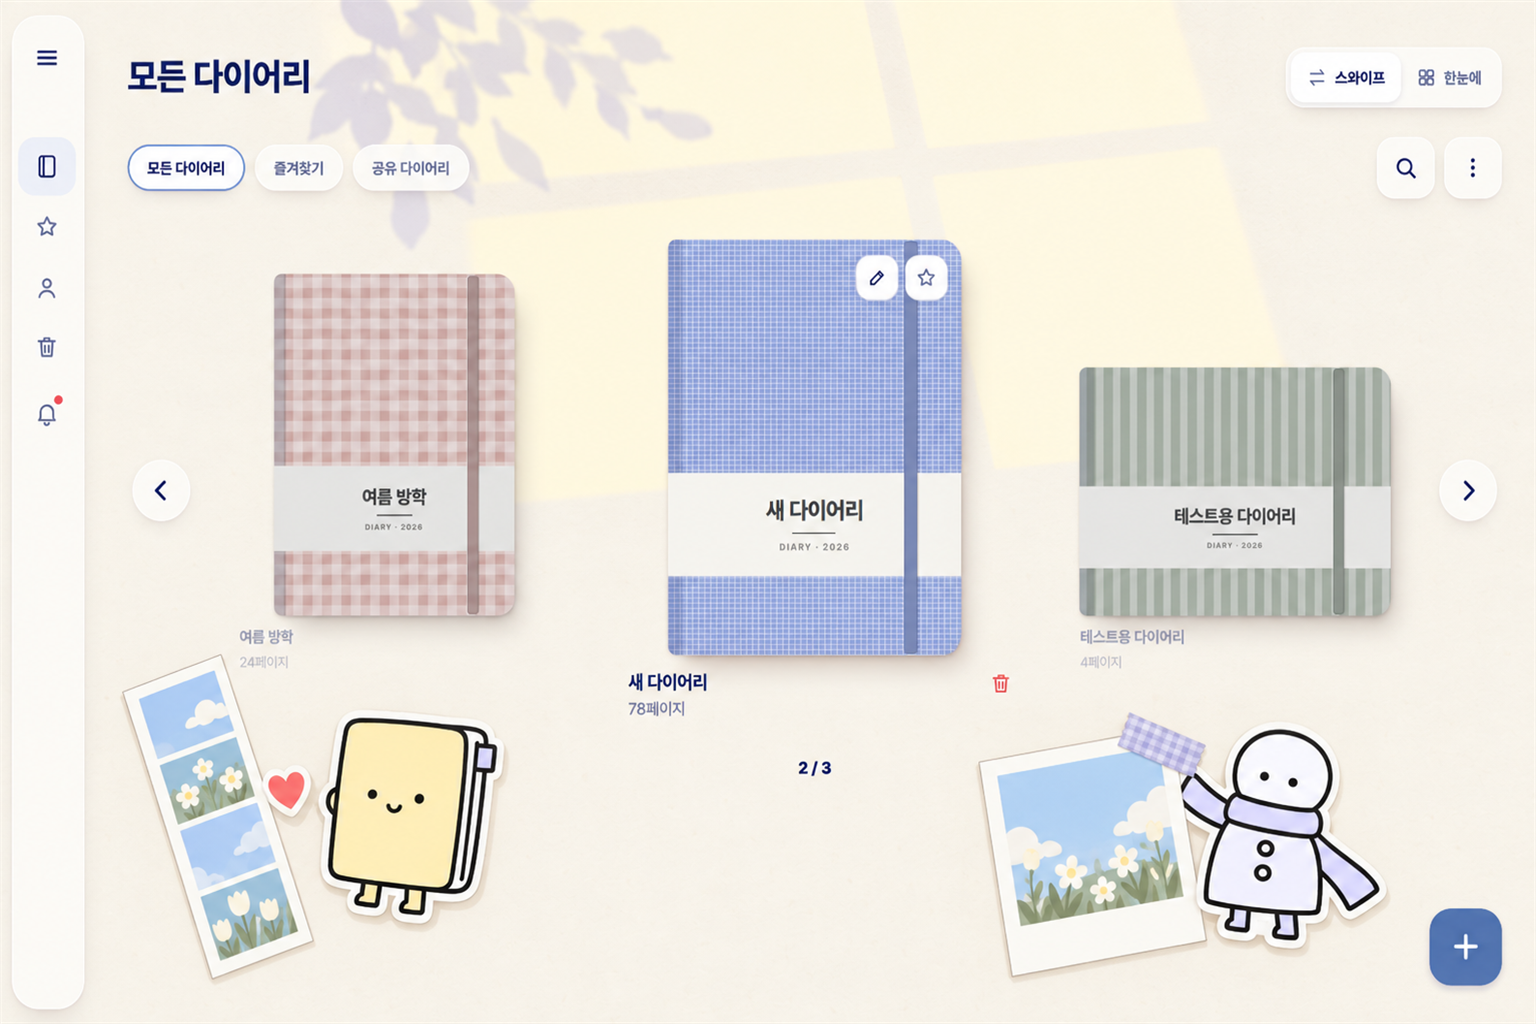 모든 다이어리
스와이프
한눈에
모든 다이어리
즐겨찾기
공유 다이어리
여름 방학
DIARY · 2026
새 다이어리
DIARY · 2026
테스트용 다이어리
DIARY · 2026
여름 방학
24페이지
새 다이어리
78페이지
테스트용 다이어리
4페이지
2 / 3